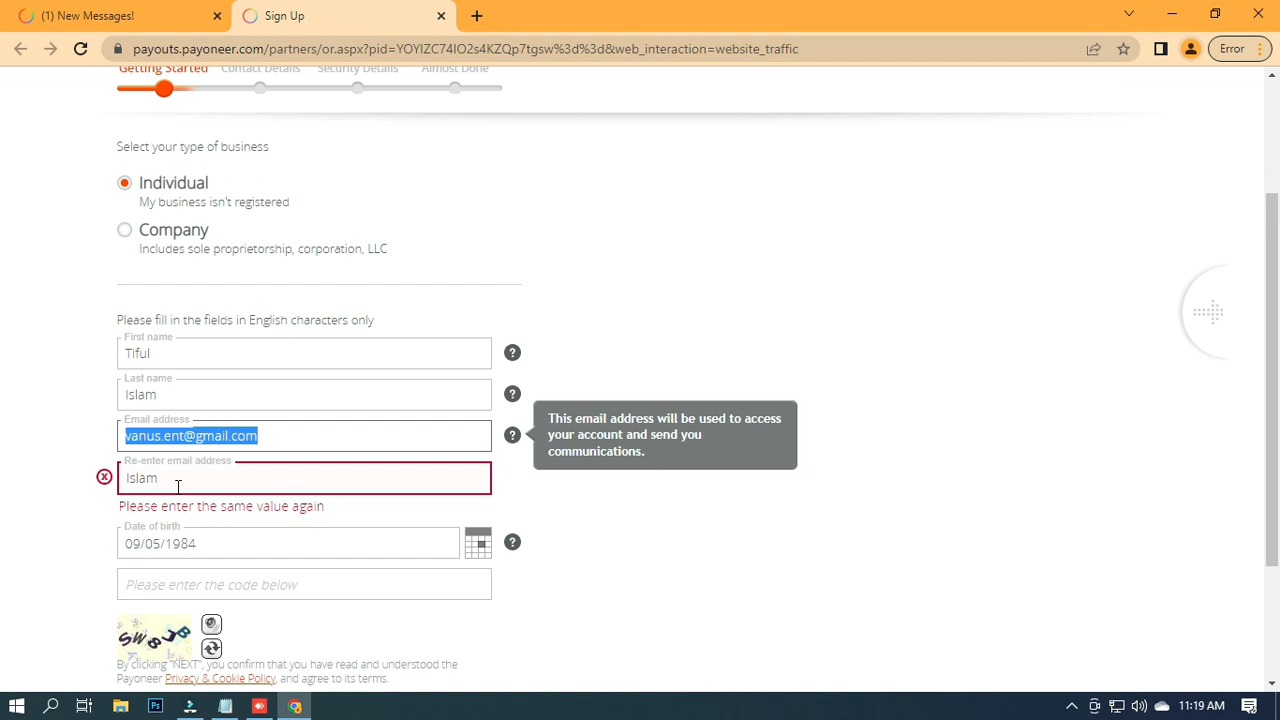 (1) New Messages!
Sign Up
payouts.payoneer.com/partners/or.aspx?pid=YOYIZC74IO2s4KZQp7tgsw%3d%3d&web_interaction=website_traffic
Error
Getting Started
Contact Details
Security Details
Almost Done
Select your type of business
Individual
My business isn't registered
Company
Includes sole proprietorship, corporation, LLC
Please fill in the fields in English characters only
First name
Tiful
Last name
Islam
Email address
vanus.ent@gmail.com
This email address will be used to access
your account and send you
communications.
Re-enter email address
Islam
Please enter the same value again
Date of birth
09/05/1984
Please enter the code below
By clicking "NEXT", you confirm that you have read and understood the
Payoneer Privacy & Cookie Policy, and agree to its terms.
11:19 AM